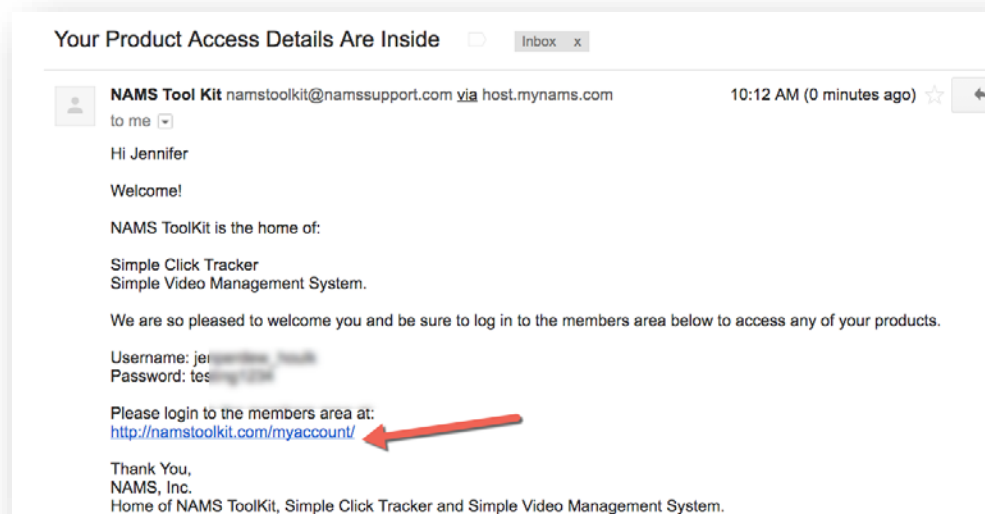 Your Product Access Details Are Inside Inbox x
NAMS Tool Kit namstoolkit@namssupport.com via host.mynams.com 10:12 AM (0 minutes ago)
to me
Hi Jennifer
Welcome!
NAMS ToolKit is the home of:
Simple Click Tracker
Simple Video Management System.
We are so pleased to welcome you and be sure to log in to the members area below to access any of your products.
Username:
Password:
Please login to the members area at:
http://namstoolkit.com/myaccount/
Thank You,
NAMS, Inc.
Home of NAMS ToolKit, Simple Click Tracker and Simple Video Management System.